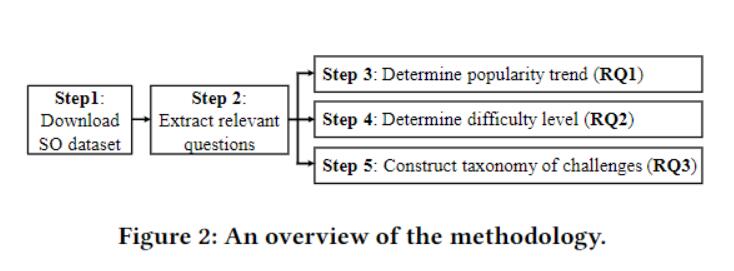 Step1:
Download
SO dataset
Step 2:
Extract relevant
questions
Step 3: Determine popularity trend (RQ1)
Step 4: Determine difficulty level (RQ2)
Step 5: Construct taxonomy of challenges (RQ3)
Figure 2: An overview of the methodology.